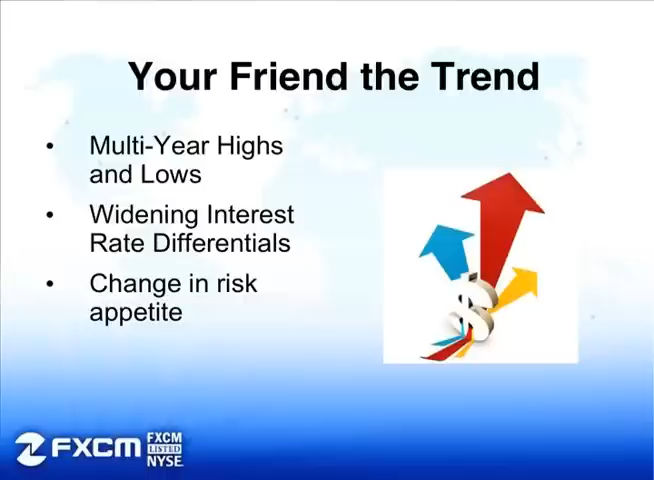 Your Friend the Trend
• Multi-Year Highs
and Lows
• Widening Interest
Rate Differentials
• Change in risk
appetite
$
FXCM
FXCM
LISTED
NYSE